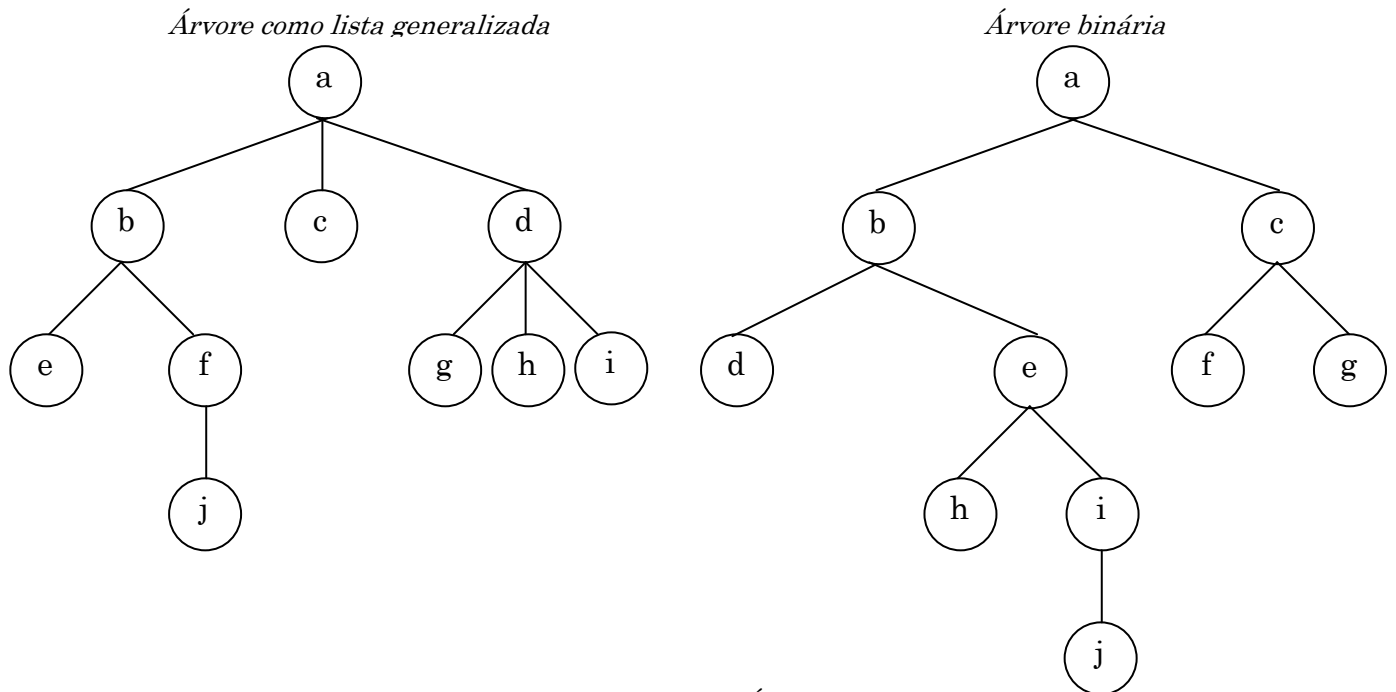 Árvore como lista generalizada
a
b c d
e f g h i
j
Árvore binária
a
b c
d e f g
h i
j